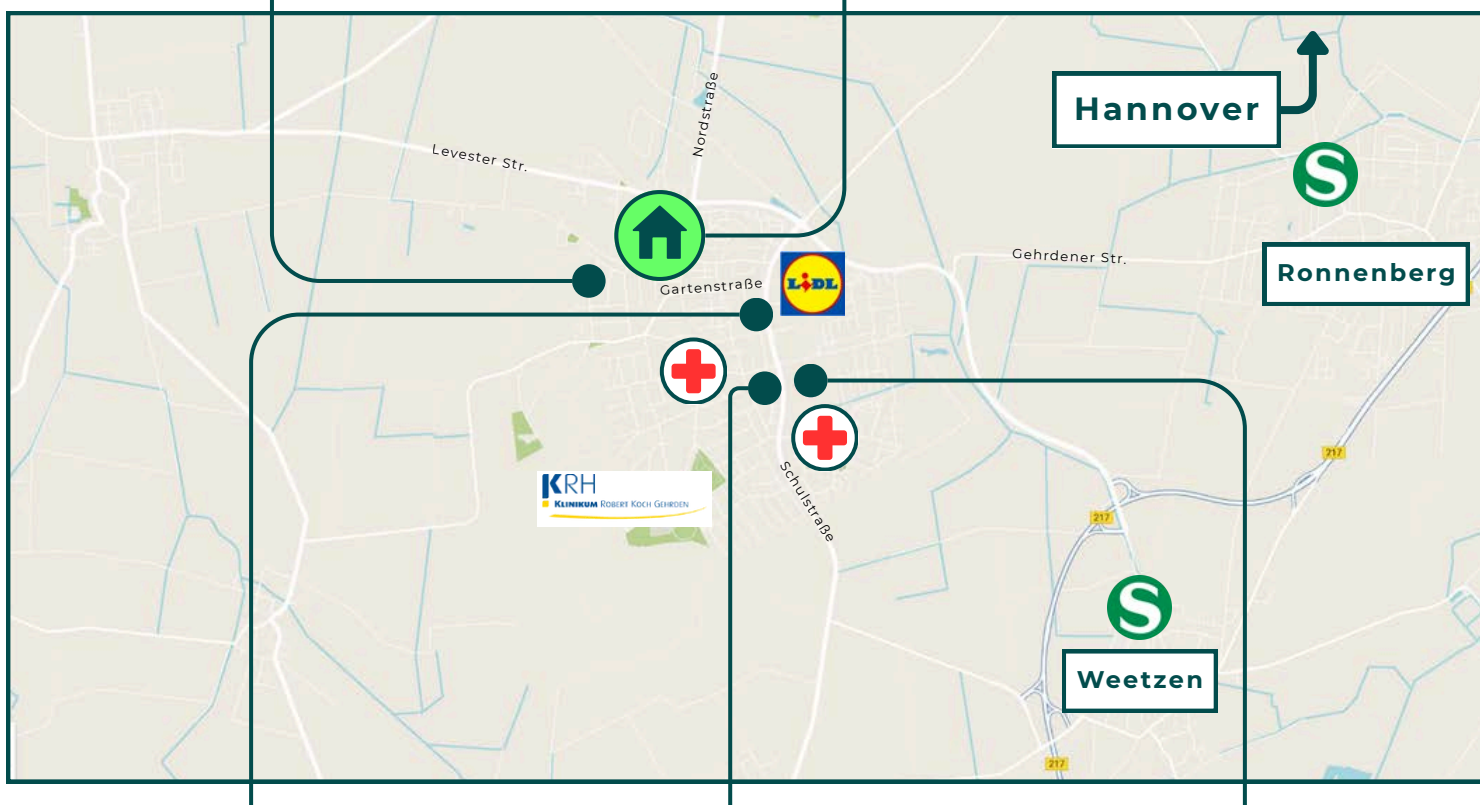 Hannover
Nordstraße
Levester Str.
S
Gehrdener Str.
Ronnenberg
Gartenstraße
LIDL
217
KRH
KLINIKUM ROBERT KOCH GEHRDEN
Schulstraße
217
S
Weetzen
217